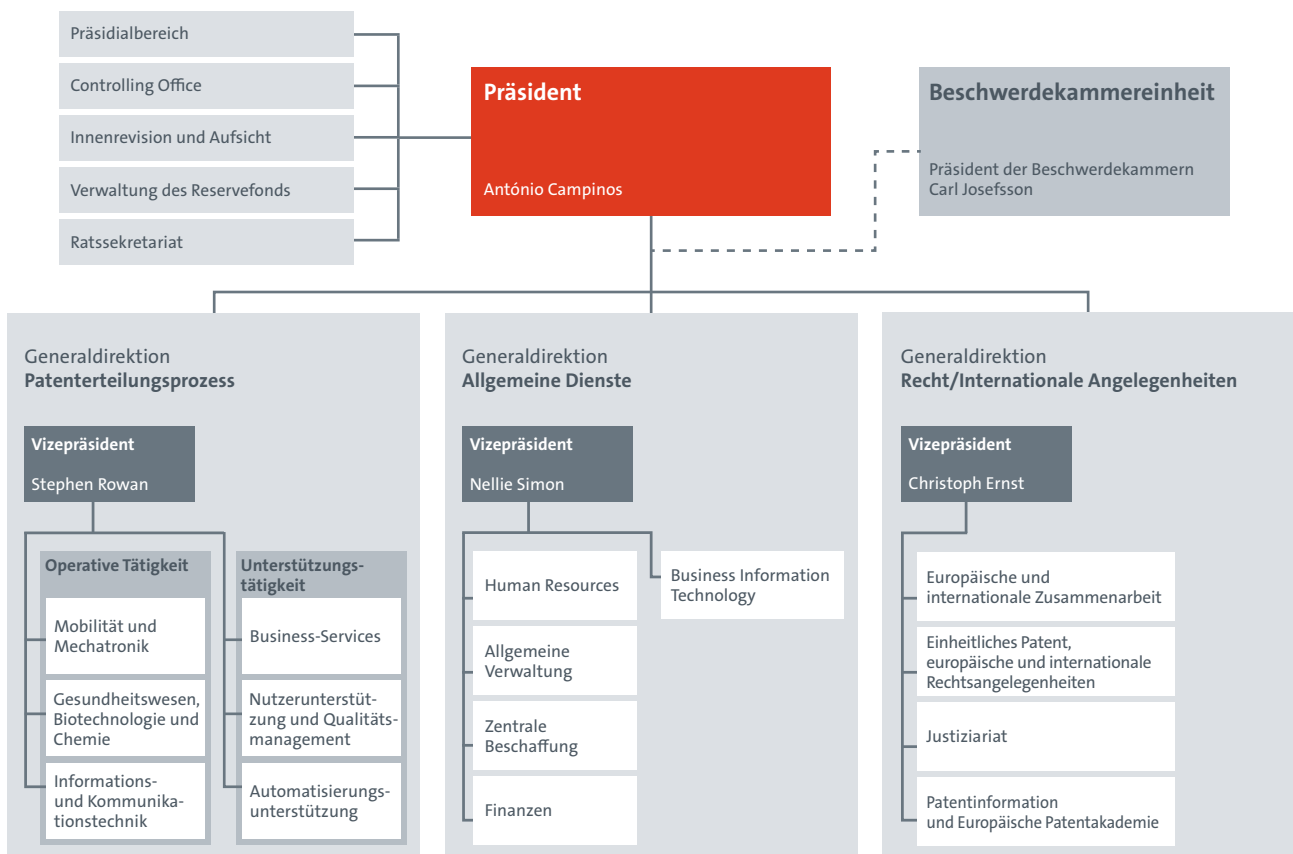 Präsidialbereich
Controlling Office
Innenrevision und Aufsicht
Verwaltung des Reservefonds
Ratssekretariat
Präsident
António Campinos
Beschwerdekammereinheit
Präsident der Beschwerdekammern
Carl Josefsson
Generaldirektion
Patenterteilungsprozess
Vizepräsident
Stephen Rowan
Operative Tätigkeit
Mobilität und
Mechatronik
Gesundheitswesen,
Biotechnologie und
Chemie
Informations-
und Kommunika-
tionstechnik
Unterstützungs-
tätigkeit
Business-Services
Nutzerunterstüt-
zung und Qualitäts-
management
Automatisierungs-
unterstützung
Generaldirektion
Allgemeine Dienste
Vizepräsident
Nellie Simon
Human Resources
Allgemeine
Verwaltung
Zentrale
Beschaffung
Finanzen
Business Information
Technology
Generaldirektion
Recht/Internationale Angelegenheiten
Vizepräsident
Christoph Ernst
Europäische und
internationale Zusammenarbeit
Einheitliches Patent,
europäische und internationale
Rechtsangelegenheiten
Justiziariat
Patentinformation
und Europäische Patentakademie